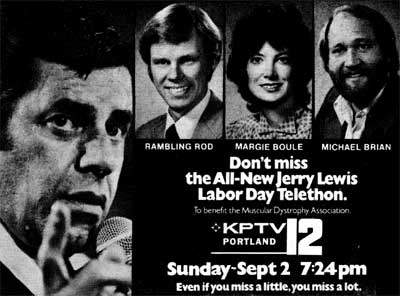 RAMBLING ROD
MARGIE BOULE
MICHAEL BRIAN
Don't miss
the All-New Jerry Lewis
Labor Day Telethon.
To benefit the Muscular Dystrophy Association.
KPTV
PORTLAND
12
Sunday-Sept 2 7:24pm
Even if you miss a little, you miss a lot.